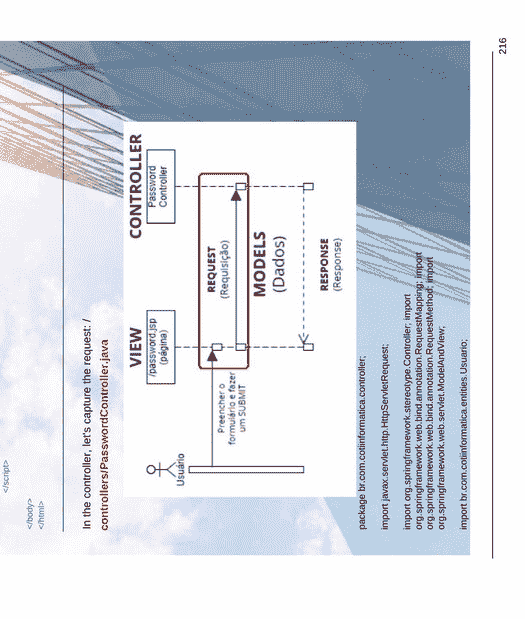 </script>
</body>
</html>
In the controller, let's capture the request: /
controllers/PasswordController.java
VIEW
CONTROLLER
/password.jsp
(página)
Password
Controller
Usuário
Preencher o
formulário e fazer
um SUBMIT
REQUEST
(Requisição)
MODELS
(Dados)
RESPONSE
(Response)
package br.com.cotiinformatica.controller;
import javax.servlet.http.HttpServletRequest;
import org.springframework.stereotype.Controller; import
org.springframework.web.bind.annotation.RequestMapping; import
org.springframework.web.bind.annotation.RequestMethod; import
org.springframework.web.servlet.ModelAndView;
import br.com.cotiinformatica.entities.Usuario;
216